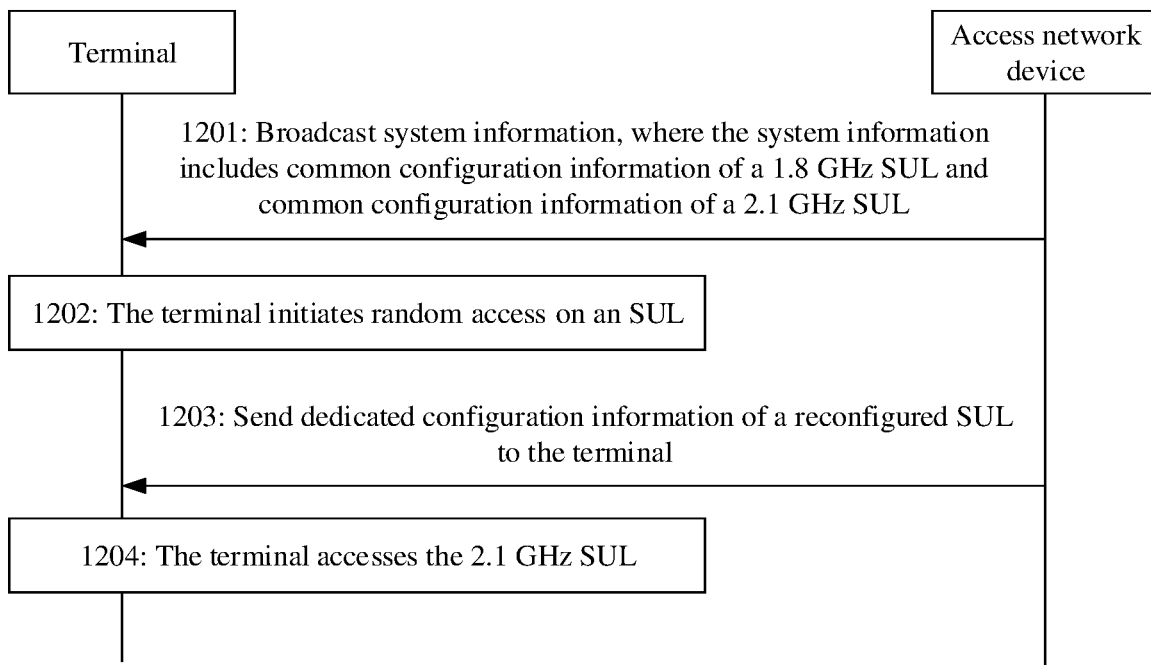 Terminal
Access network
device
1201: Broadcast system information, where the system information
includes common configuration information of a 1.8 GHz SUL and
common configuration information of a 2.1 GHz SUL
1202: The terminal initiates random access on an SUL
1203: Send dedicated configuration information of a reconfigured SUL
to the terminal
1204: The terminal accesses the 2.1 GHz SUL